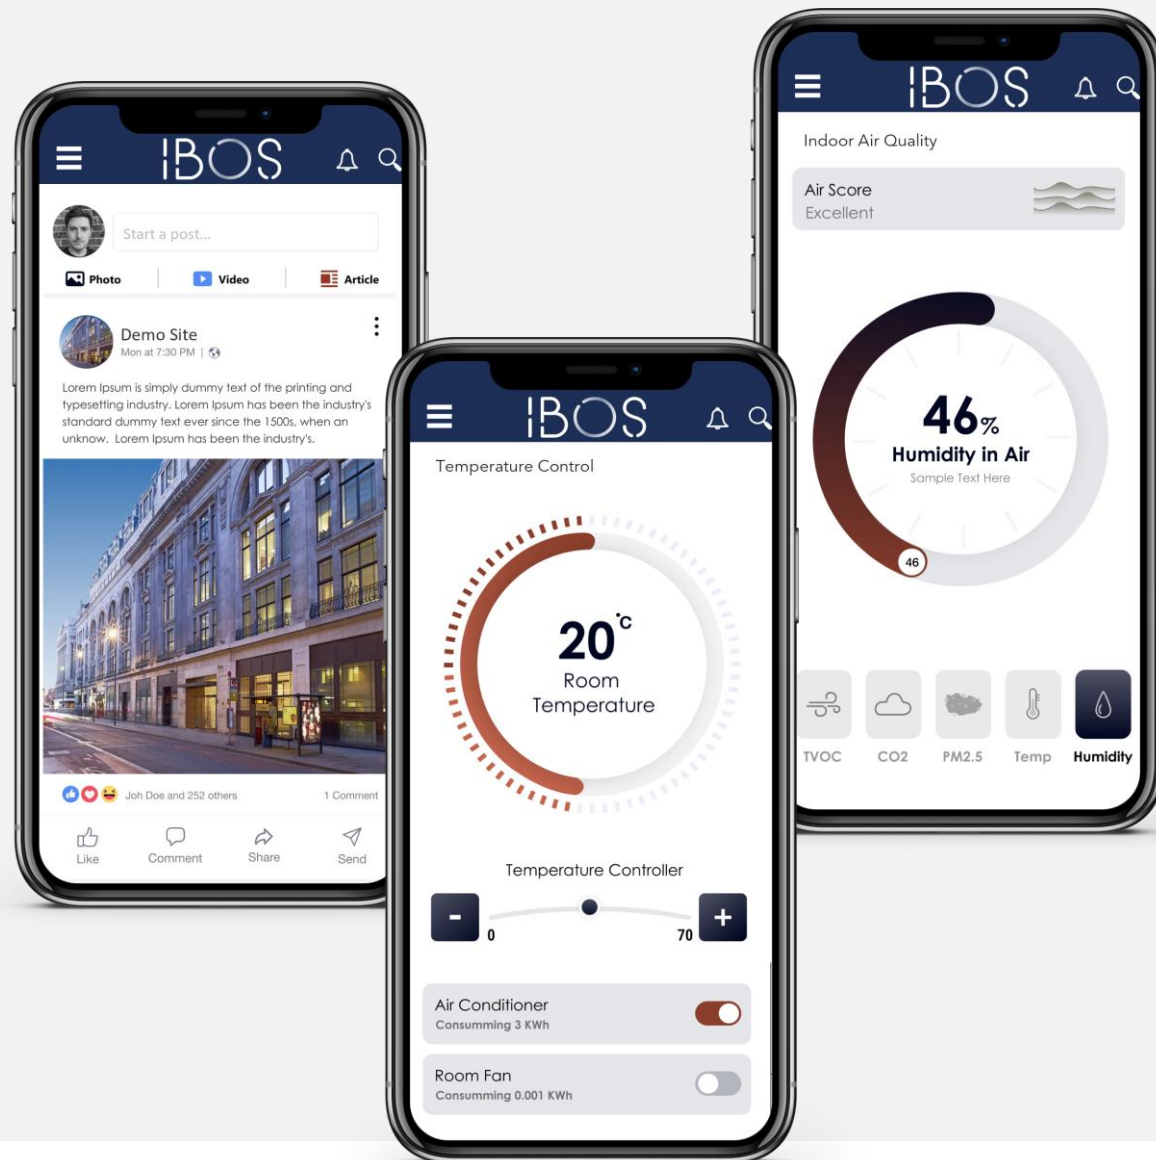 IBOS
Start a post...
Photo
Video
Article
Demo Site
Mon at 7:30 PM |
Lorem Ipsum is simply dummy text of the printing and
typesetting industry. Lorem Ipsum has been the industry's
standard dummy text ever since the 1500s, when an
unknow, Lorem Ipsum has been the industry's.
Joh Doe and 252 others
1 Comment
Like
Comment
Share
Send
IBOS
Temperature Control
20°C
Room
Temperature
Temperature Controller
-
+
0
70
Air Conditioner
Consumming 3 KWh
Room Fan
Consumming 0.001 KWh
IBOS
Indoor Air Quality
Air Score
Excellent
46%
Humidity in Air
Sample Text Here
46
TVOC
CO2
PM2.5
Temp
Humidity